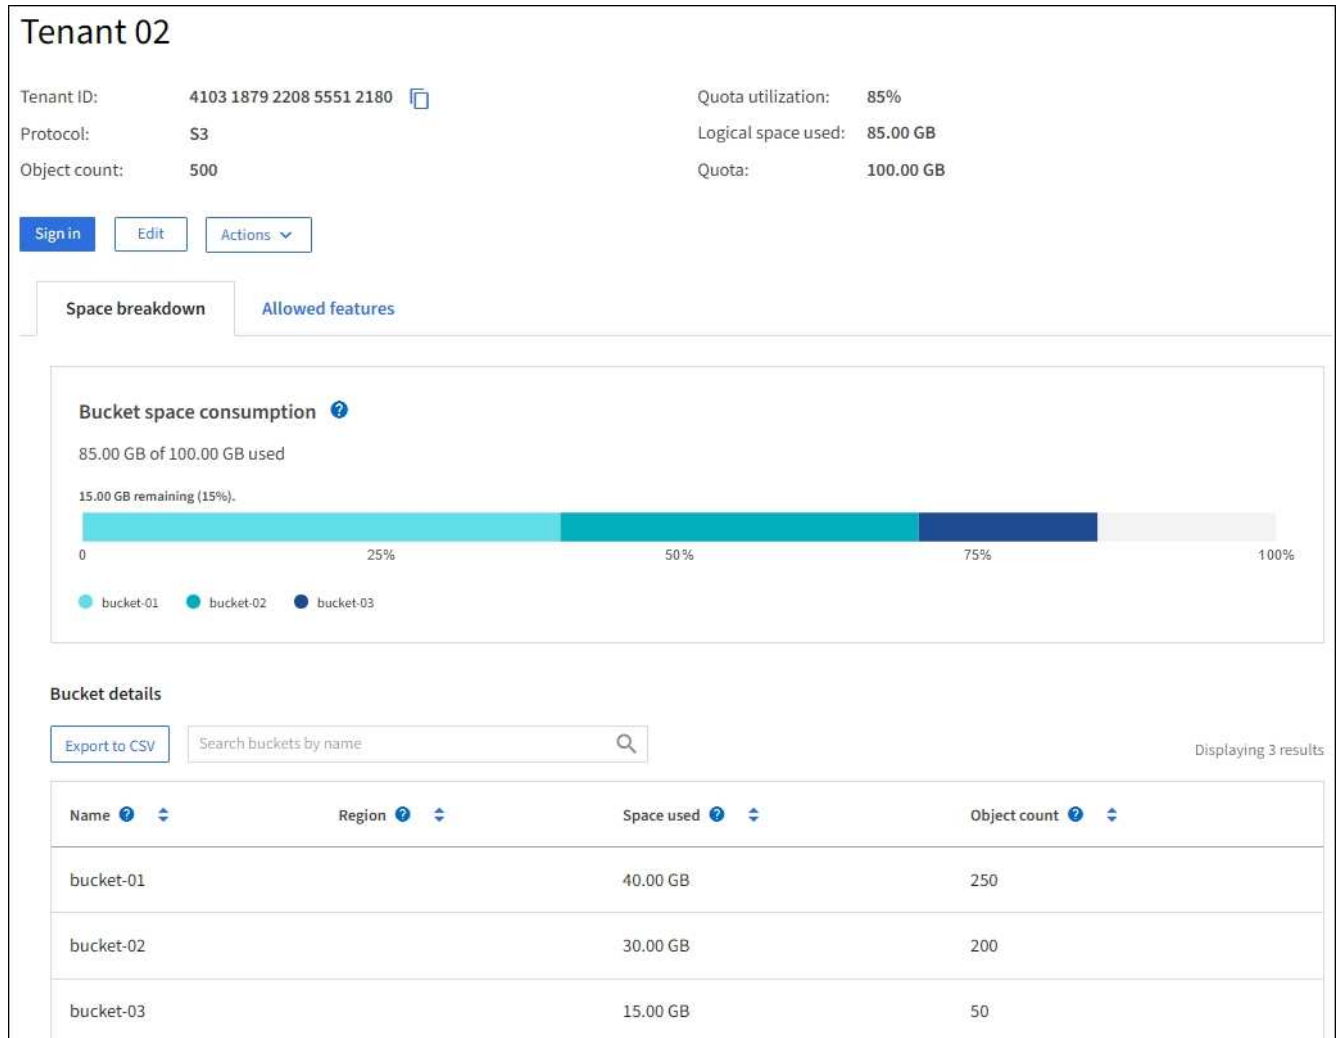 Tenant 02
Tenant ID: 4103 1879 2208 5551 2180 Quota utilization: 85%
Protocol: S3 Logical space used: 85.00 GB
Object count: 500 Quota: 100.00 GB
Sign in Edit Actions
Space breakdown Allowed features
Bucket space consumption ?
85.00 GB of 100.00 GB used
15.00 GB remaining (15%).
0 25% 50% 75% 100%
bucket-01 bucket-02 bucket-03
Bucket details
Export to CSV Search buckets by name Displaying 3 results
Name ? Region ? Space used ? Object count ?
bucket-01 40.00 GB 250
bucket-02 30.00 GB 200
bucket-03 15.00 GB 50